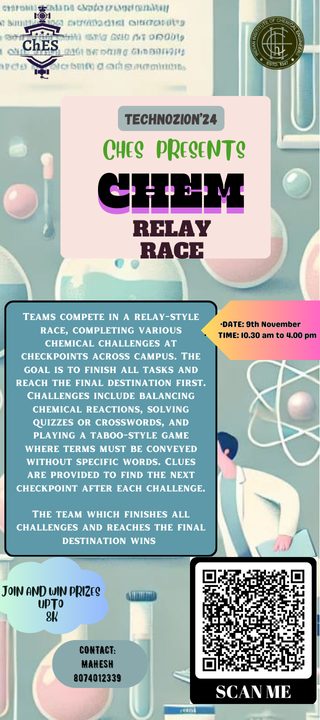 ChES
TECHNOZION'24
CHES PRESENTS
CHEM
RELAY
RACE
•DATE: 9th November
TIME: 10.30 am to 4.00 pm
Teams compete in a relay-style
race, completing various
chemical challenges at
checkpoints across campus. The
goal is to finish all tasks and
reach the final destination first.
Challenges include balancing
chemical reactions, solving
quizzes or crosswords, and
playing a taboo-style game
where terms must be conveyed
without specific words. Clues
are provided to find the next
checkpoint after each challenge.
The team which finishes all
challenges and reaches the final
destination wins
JOIN AND WIN PRIZES
UPTO
8K
CONTACT:
MAHESH
8074012339
SCAN ME